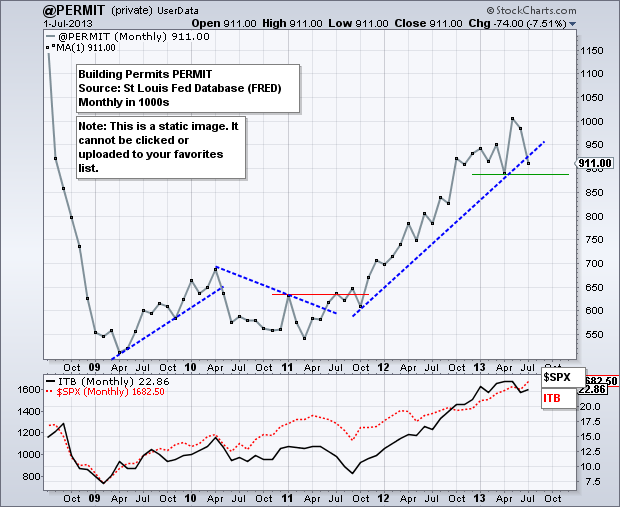 @PERMIT (private) UserData © StockCharts.com
1-Jul-2013 Open 911.00 High 911.00 Low 911.00 Close 911.00 Chg -74.00 (-7.51%)
@PERMIT (Monthly) 911.00
MA(1) 911.00
Building Permits PERMIT
Source: St Louis Fed Database (FRED)
Monthly in 1000s
Note: This is a static image. It
cannot be clicked or
uploaded to your favorites
list.
1150
1100
1050
1000
950
911.00
900
850
800
750
700
650
600
550
Oct 09 Apr Jul Oct 10 Apr Jul Oct 11 Apr Jul Oct 12 Apr Jul Oct 13 Apr Jul Oct
ITB (Monthly) 22.86
$SPX (Monthly) 1682.50
$SPX
ITB
1682.50
22.86
1600
1400
1200
1000
800
20.0
17.5
15.0
12.5
10.0
7.5
Oct 09 Apr Jul Oct 10 Apr Jul Oct 11 Apr Jul Oct 12 Apr Jul Oct 13 Apr Jul Oct